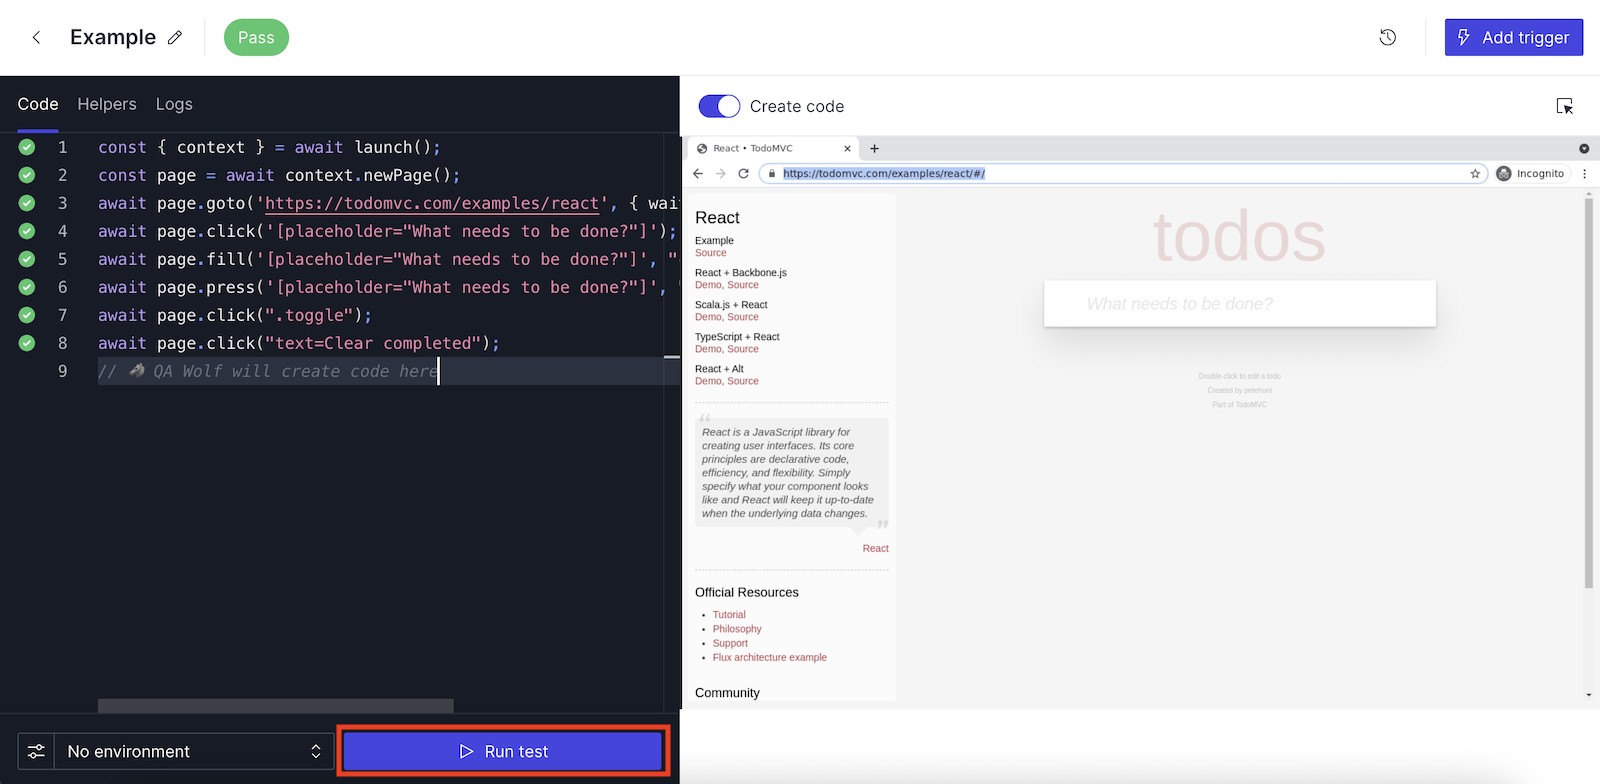 Example
Pass
Add trigger
Code Helpers Logs
1 const { context } = await launch();
2 const page = await context.newPage();
3 await page.goto('https://todomvc.com/examples/react', { wai
4 await page.click('[placeholder="What needs to be done?"]');
5 await page.fill('[placeholder="What needs to be done?"]', "
6 await page.press('[placeholder="What needs to be done?"]',
7 await page.click(".toggle");
8 await page.click("text=Clear completed");
9 // QA Wolf will create code here
No environment
Run test
Create code
React • TodoMVC
https://todomvc.com/examples/react/#/
Incognito
React
Example
Source
React + Backbone.js
Demo, Source
Scala.js + React
Demo, Source
TypeScript + React
Demo, Source
React + Alt
Demo, Source
“
React is a JavaScript library for
creating user interfaces. Its core
principles are declarative code,
efficiency, and flexibility. Simply
specify what your component looks
like and React will keep it up-to-date
when the underlying data changes.
”
React
Official Resources
• Tutorial
• Philosophy
• Support
• Flux architecture example
Community
todos
What needs to be done?
Double-click to edit a todo
Created by petehunt
Part of TodoMVC